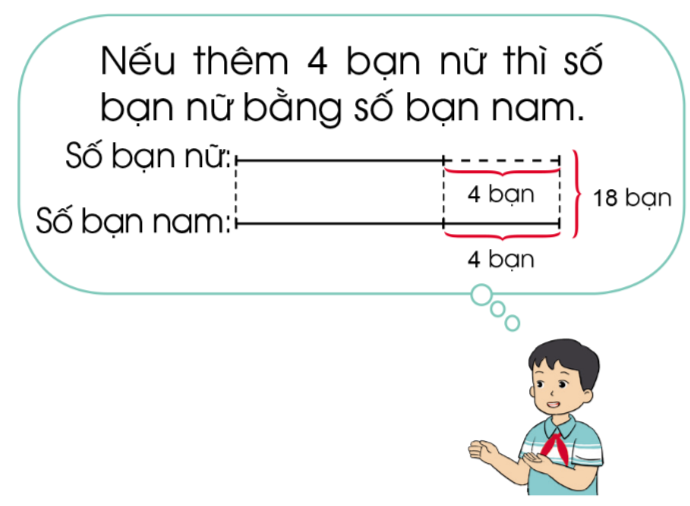 Nếu thêm 4 bạn nữ thì số
bạn nữ bằng số bạn nam.
Số bạn nữ:
4 bạn
18 bạn
Số bạn nam:
4 bạn